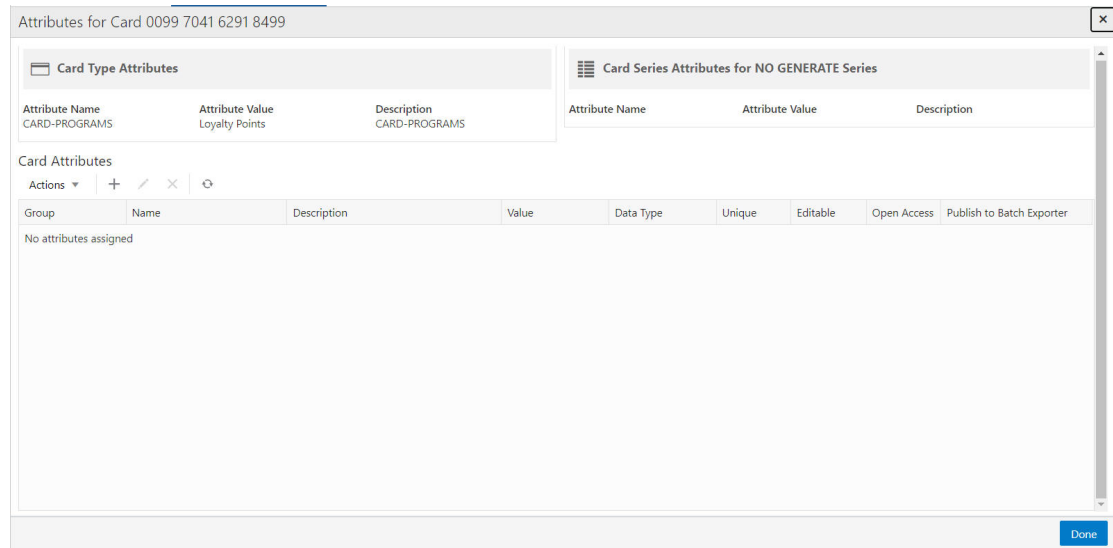 Attributes for Card 0099 7041 6291 8499
Card Type Attributes
Attribute Name Attribute Value Description
CARD-PROGRAMS Loyalty Points CARD-PROGRAMS
Card Series Attributes for NO GENERATE Series
Attribute Name Attribute Value Description
Card Attributes
Actions
Group Name Description Value Data Type Unique Editable Open Access Publish to Batch Exporter
No attributes assigned
Done